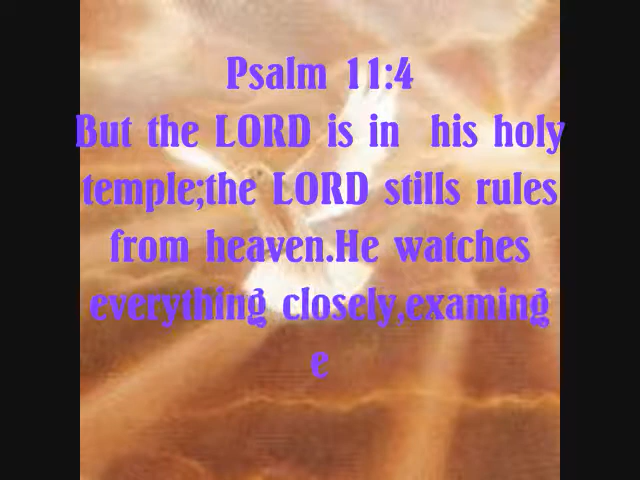 Psalm 11:4
But the LORD is in his holy
temple;the LORD stills rules
from heaven.He watches
everything closely,examing
e